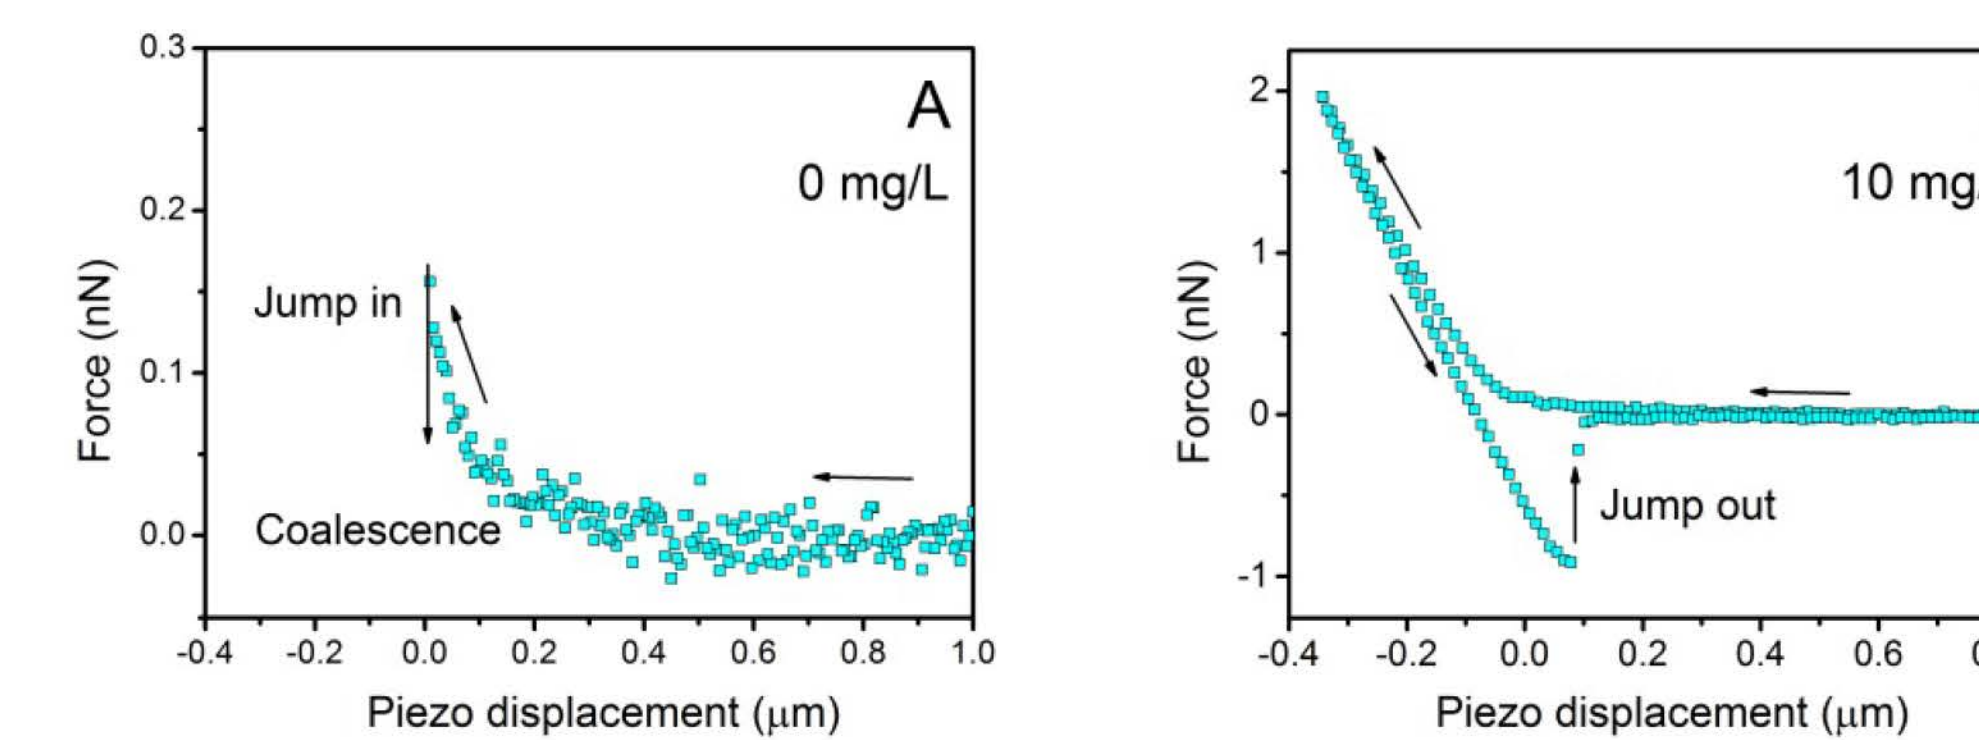 0.3
A
0 mg/L
0.2
Jump in
0.1
Coalescence
0.0
Force (nN)
-0.4 -0.2 0.0 0.2 0.4 0.6 0.8 1.0
Piezo displacement (μm)
2
10 mg/
1
0
Jump out
-1
Force (nN)
-0.4 -0.2 0.0 0.2 0.4 0.6
Piezo displacement (μm)